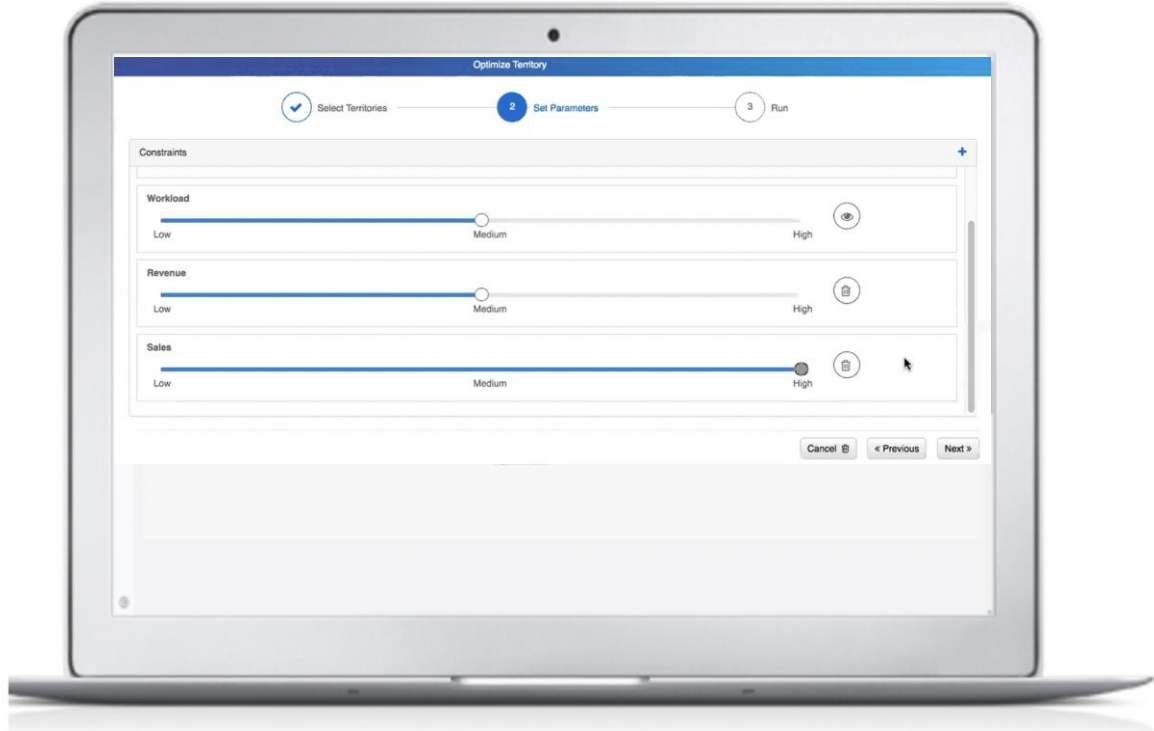 Optimize Territory
Select Territories 2 Set Parameters 3 Run
Constraints +
Workload
Low Medium High
Revenue
Low Medium High
Sales
Low Medium High
Cancel « Previous Next »